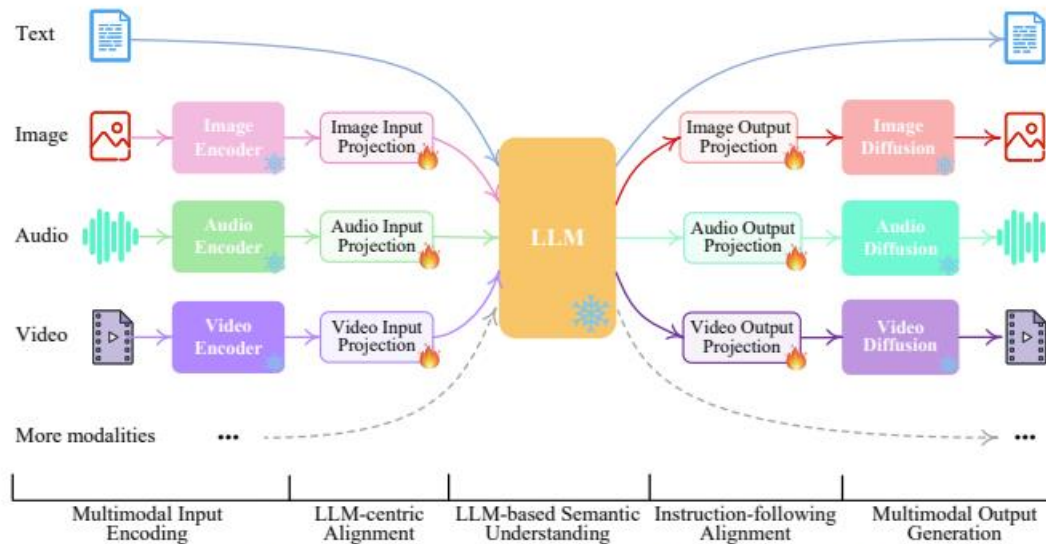 Text
Image
Image
Encoder
Image Input
Projection
Image Output
Projection
Image
Diffusion
Audio
Audio
Encoder
Audio Input
Projection
LLM
Audio Output
Projection
Audio
Diffusion
Video
Video
Encoder
Video Input
Projection
Video Output
Projection
Video
Diffusion
More modalities ...
...
Multimodal Input
Encoding
LLM-centric
Alignment
LLM-based Semantic
Understanding
Instruction-following
Alignment
Multimodal Output
Generation